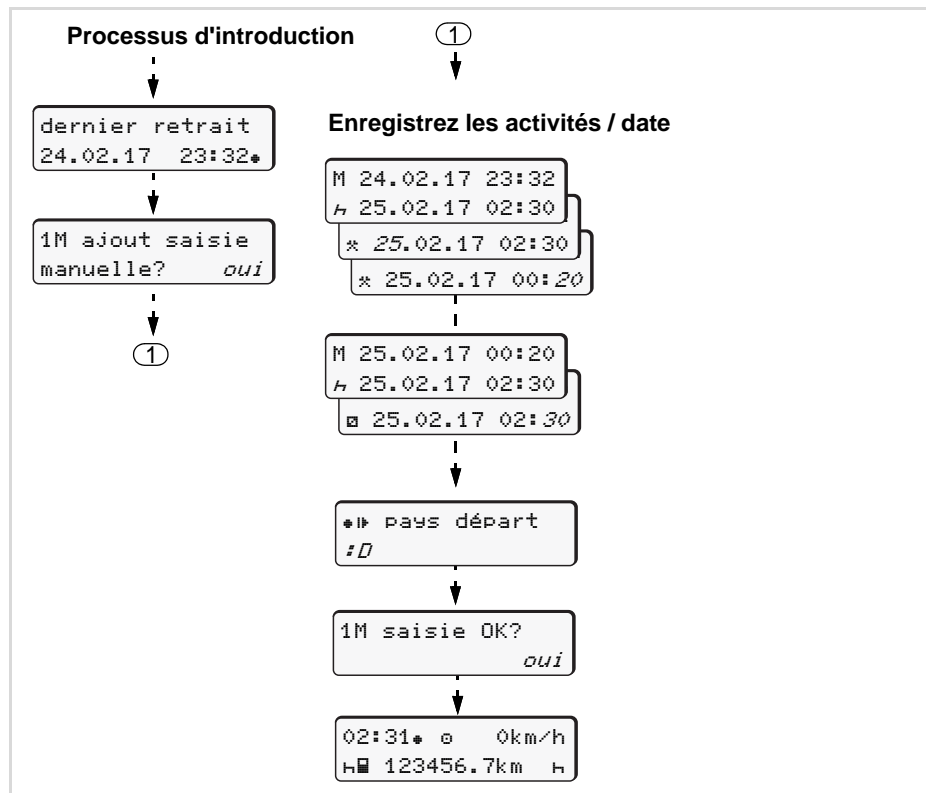 Processus d'introduction
dernier retrait
24.02.17 23:32
1M ajout saisie
manuelle? oui
1
1
Enregistrez les activités / date
M 24.02.17 23:32
25.02.17 02:30
25.02.17 02:30
25.02.17 00:20
M 25.02.17 00:20
25.02.17 02:30
25.02.17 02:30
pays départ
:D
1M saisie OK?
oui
02:31 0km/h
123456.7km